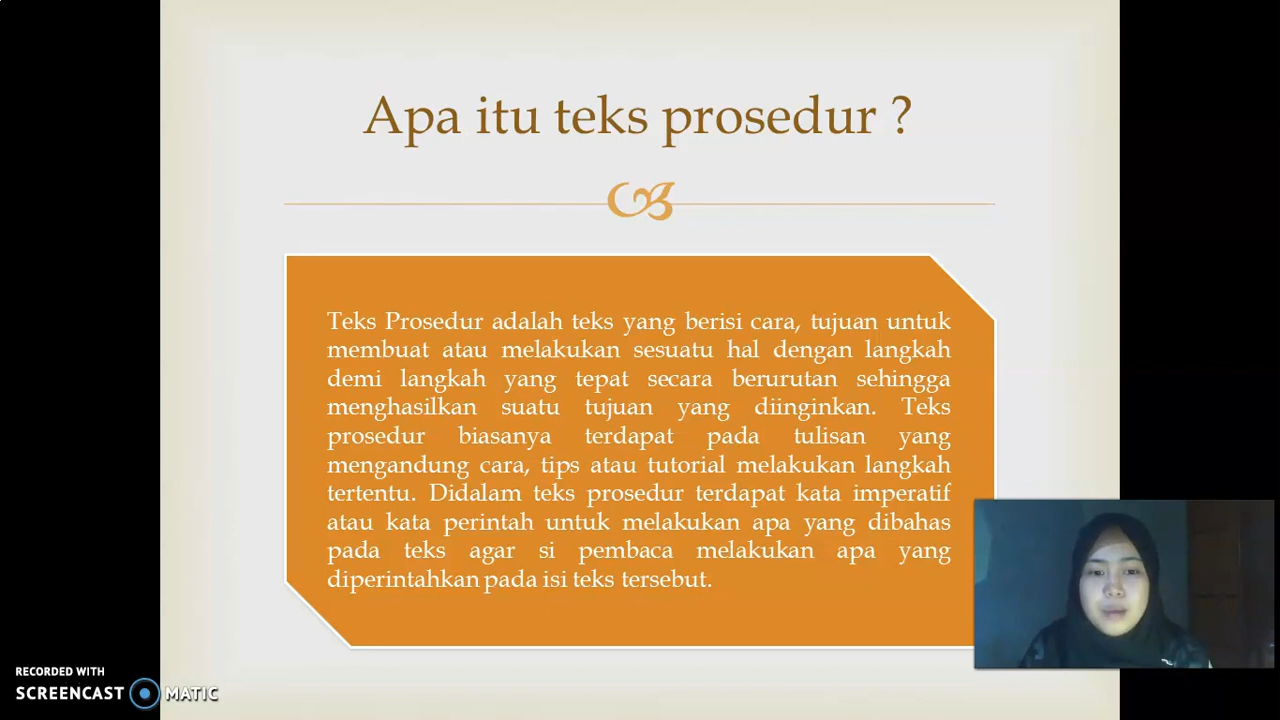 Apa itu teks prosedur ?
Teks Prosedur adalah teks yang berisi cara, tujuan untuk
membuat atau melakukan sesuatu hal dengan langkah
demi langkah yang tepat secara berurutan sehingga
menghasilkan suatu tujuan yang diinginkan. Teks
prosedur biasanya terdapat pada tulisan yang
mengandung cara, tips atau tutorial melakukan langkah
tertentu. Didalam teks prosedur terdapat kata imperatif
atau kata perintah untuk melakukan apa yang dibahas
pada teks agar si pembaca melakukan apa yang
diperintahkan pada isi teks tersebut.
RECORDED WITH
SCREENCAST MATIC